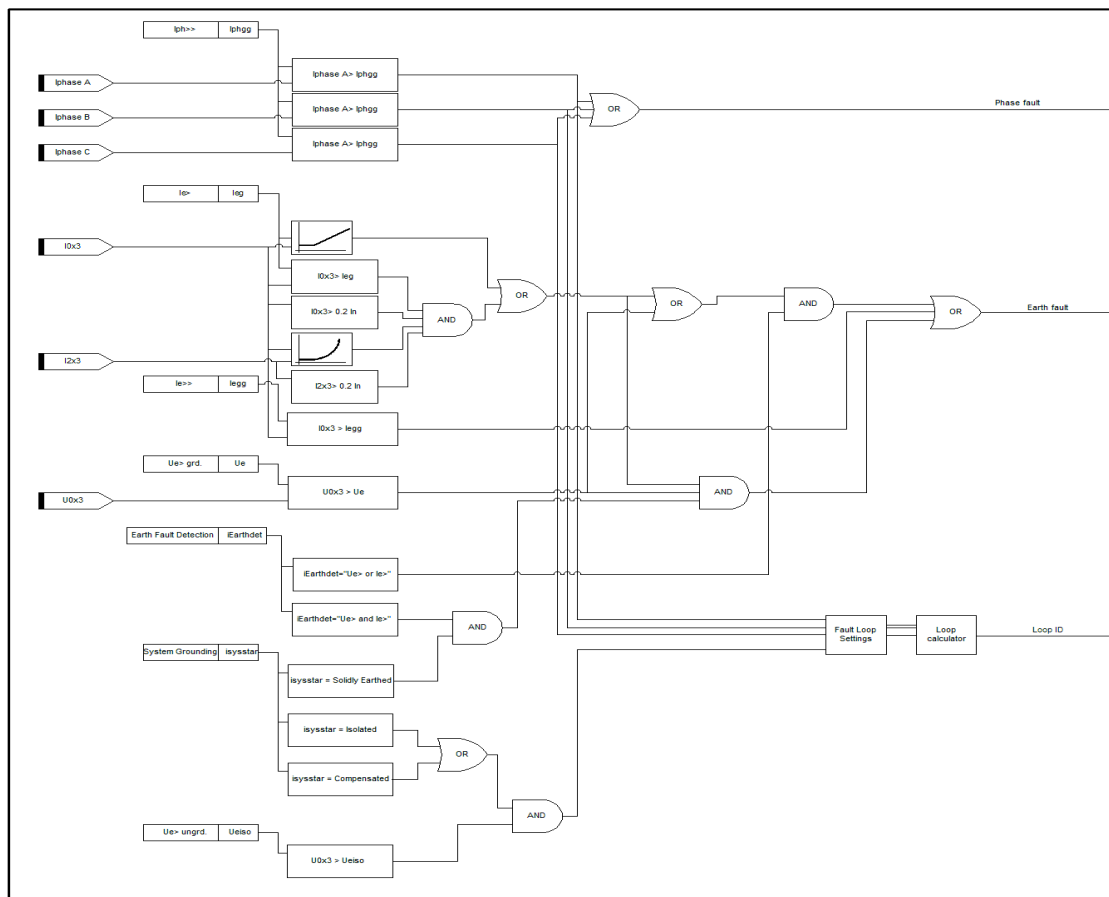 Iph>> Iphgg
Iphase A
Iphase A> Iphgg
OR
Phase fault
Iphase B
Iphase A> Iphgg
Iphase C
Iphase A> Iphgg
Ie> Ieg
I0x3
I0x3> Ieg
OR
OR
AND
OR
Earth fault
I0x3> 0.2 In
AND
I2x3
Ie>> Iegg
I2x3> 0.2 In
I0x3 > Iegg
Ue> grd. Ue
U0x3
U0x3 > Ue
AND
Earth Fault Detection iEarthdet
iEarthdet="Ue> or Ie>"
iEarthdet="Ue> and Ie>"
AND
Fault Loop
Settings
Loop
calculator
Loop ID
System Grounding isysstar
isysstar = Solidly Earthed
isysstar = Isolated
OR
isysstar = Compensated
AND
Ue> ungrd. Ueiso
U0x3 > Ueiso